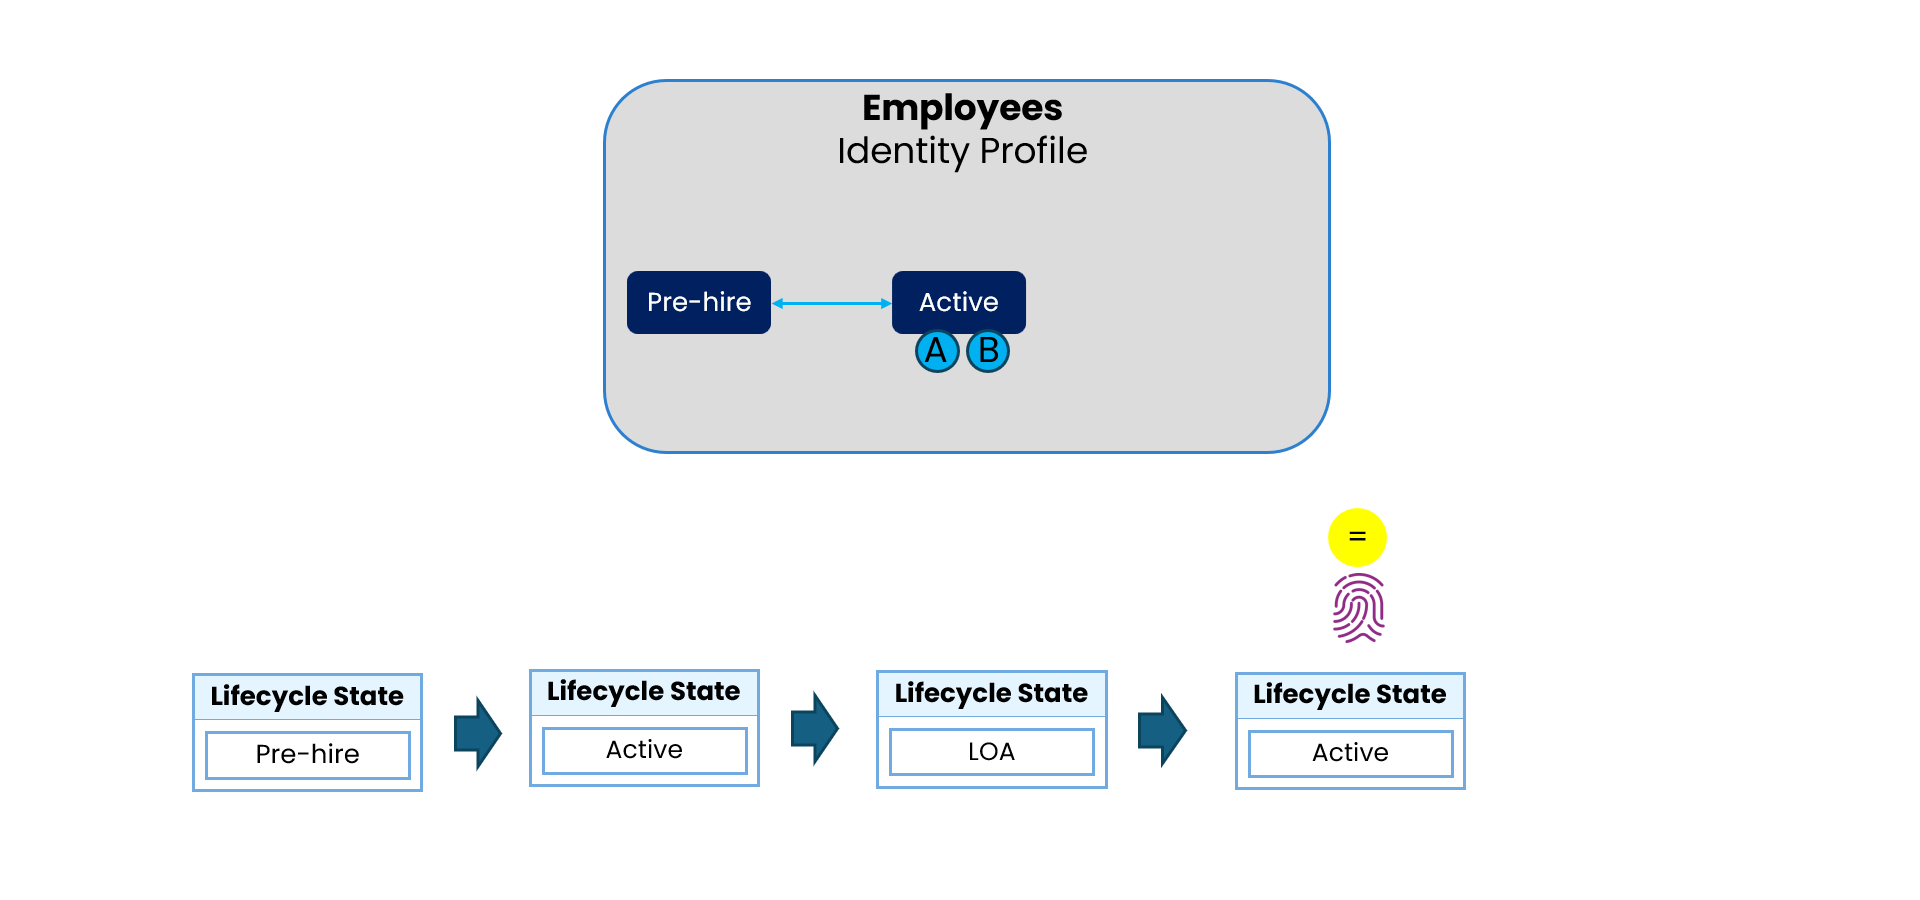 Employees
Identity Profile
Pre-hire
Active
A
B
=
Lifecycle State
Pre-hire
Lifecycle State
Active
Lifecycle State
LOA
Lifecycle State
Active